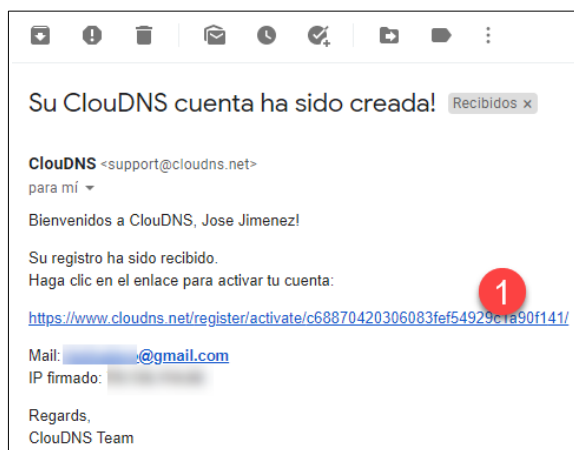 Su ClouDNS cuenta ha sido creada! Recibidos x
ClouDNS <support@cloudns.net>
para mí
Bienvenidos a ClouDNS, Jose Jimenez!
Su registro ha sido recibido.
Haga clic en el enlace para activar tu cuenta:
1
https://www.cloudns.net/register/activate/c68870420306083fef54929c1a90f141/
Mail: @gmail.com
IP firmado:
Regards,
ClouDNS Team